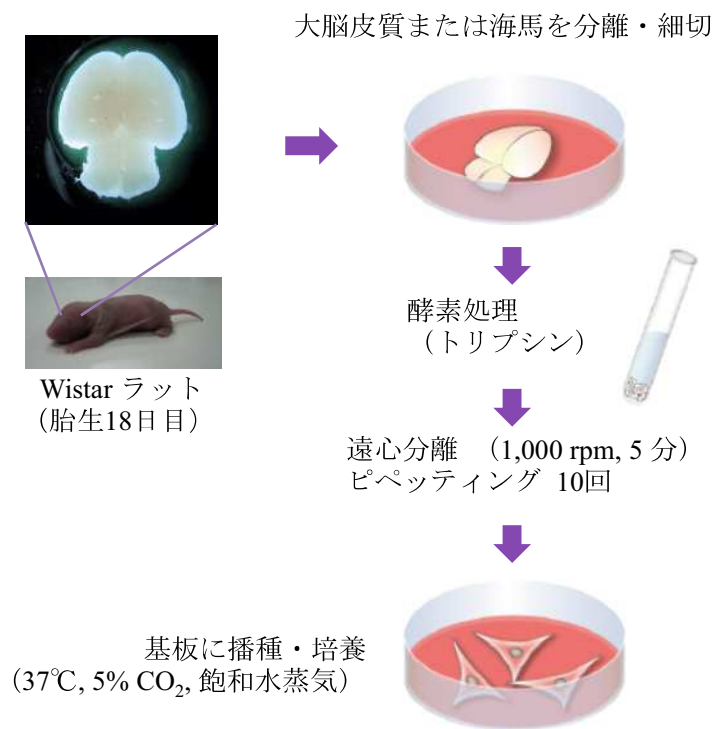 大脳皮質または海馬を分離・細切
Wistar ラット
（胎生18日目）
酵素処理
（トリプシン）
遠心分離 （1,000 rpm, 5 分）
ピペッティング 10回
基板に播種・培養
（37℃, 5% CO₂, 飽和水蒸気）